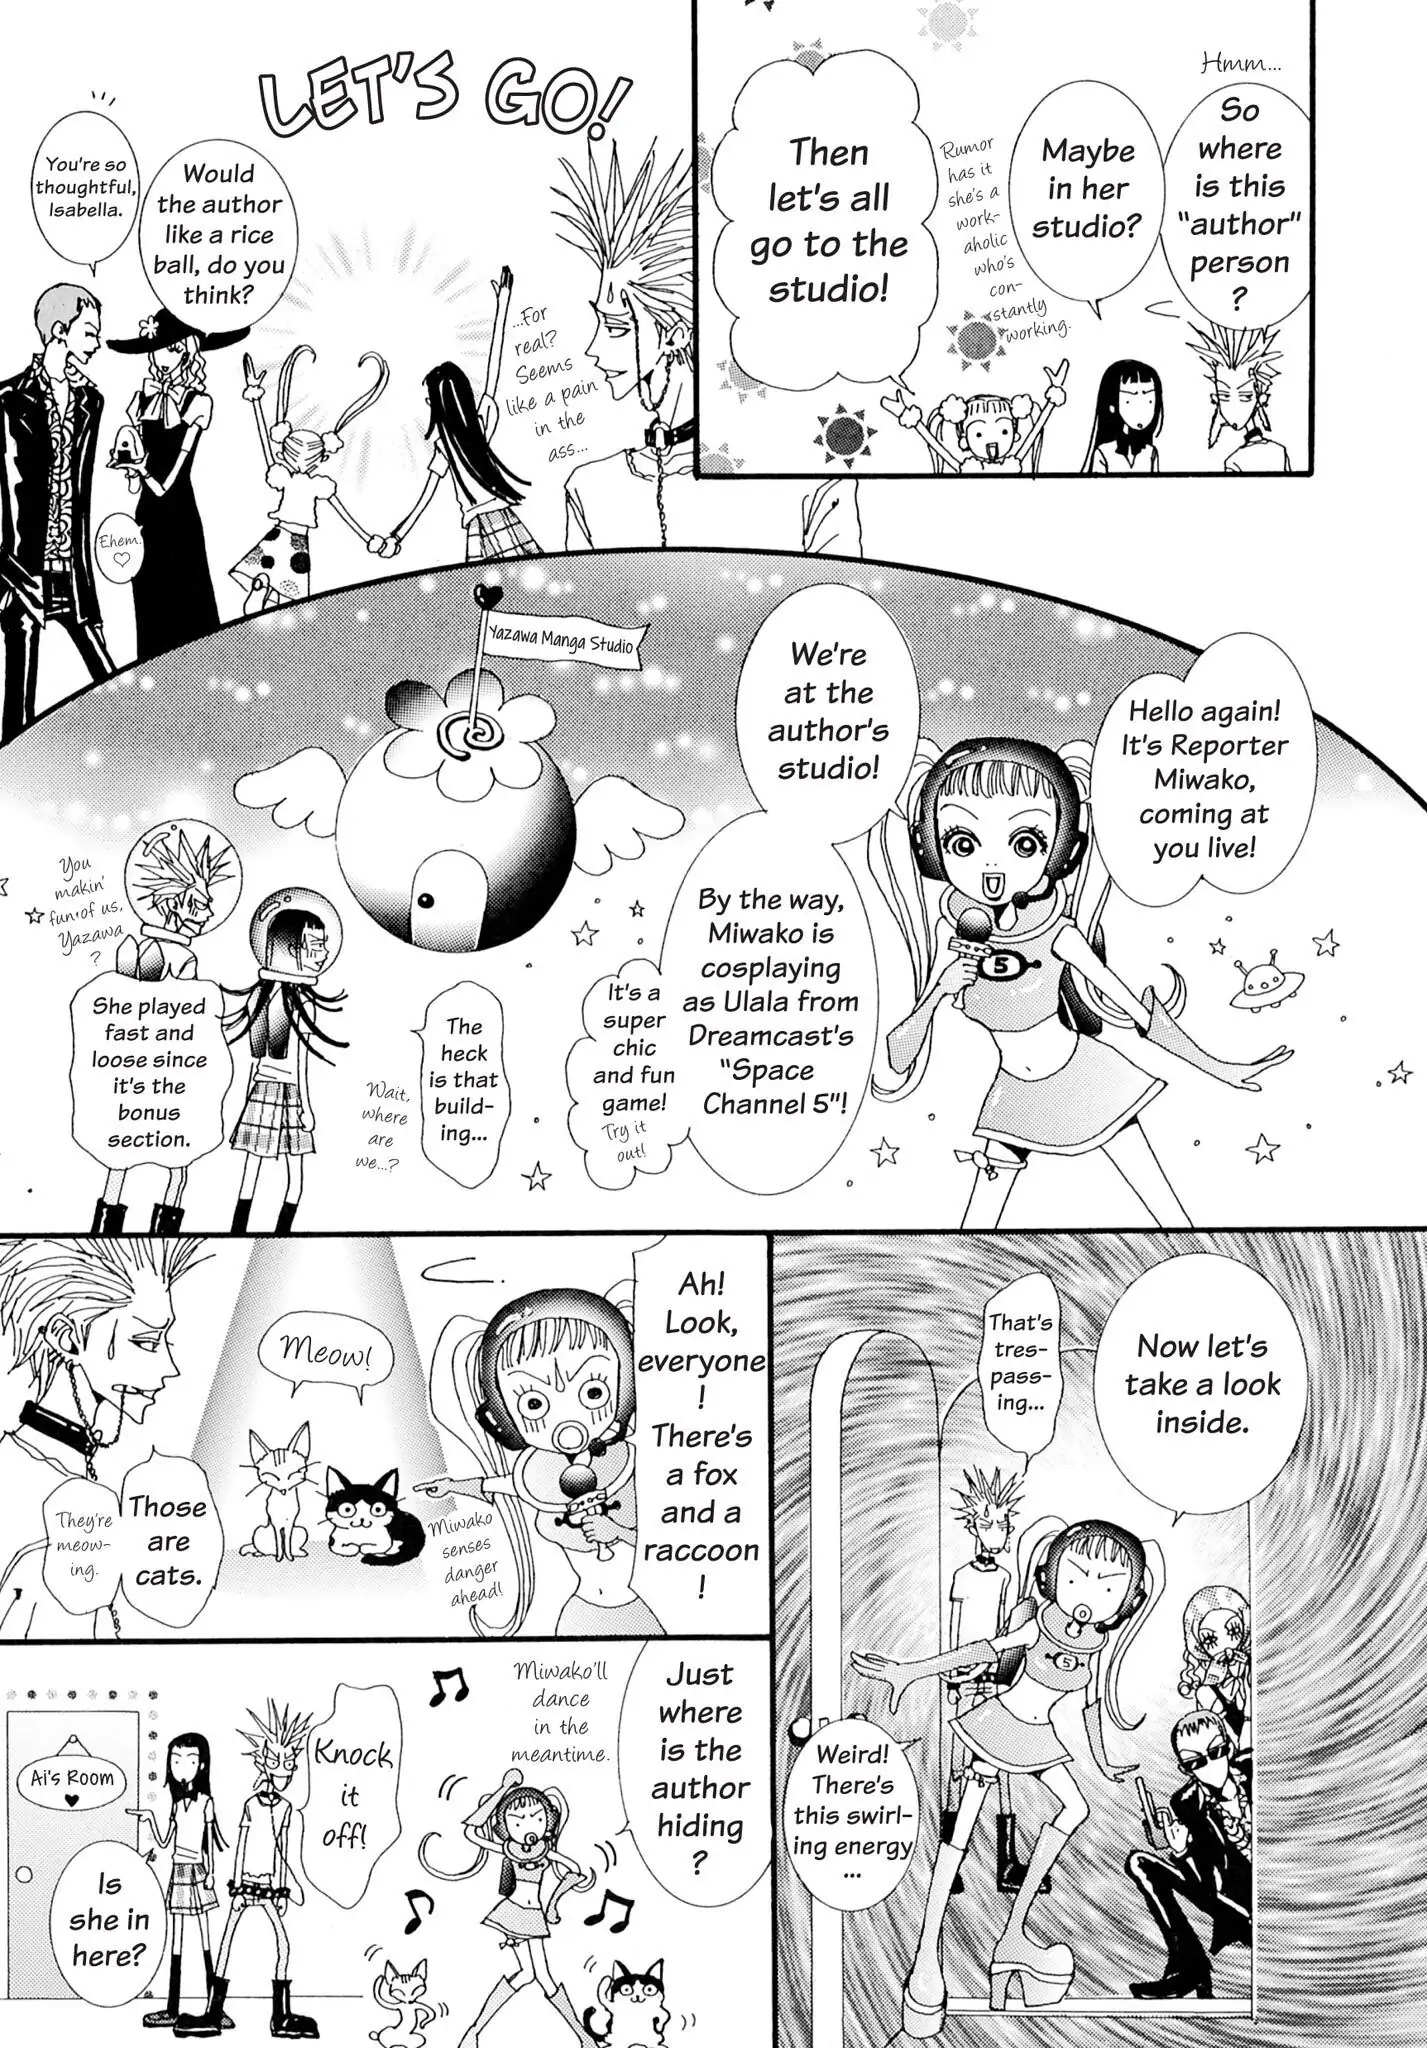 Hmm...
So
where
is this
"author"
person
?
Maybe
in her
studio?
Rumor
has it
she's a
work-
aholic
who's
con-
stantly
working.
Then
let's all
go to the
studio!
LET'S GO!
...For
real?
Seems
like a pain
in the
ass...
Would
the author
like a rice
ball, do you
think?
You're so
thoughtful,
Isabella.
Ehem.
♡
Yazawa Manga Studio
Hello again!
It's Reporter
Miwako,
coming at
you live!
We're
at the
author's
studio!
5
By the way,
Miwako is
cosplaying
as Ulala from
Dreamcast's
"Space
Channel 5"!
It's a
super
chic
and fun
game!
Try it
out!
The
heck
is that
build-
ing...
Wait,
where
are
we...?
You
makin'
fun of us,
Yazawa
?
She played
fast and
loose since
it's the
bonus
section.
Now let's
take a look
inside.
That's
tres-
pass-
ing...
5
Weird!
There's
this swirl-
ing energy
...
Ah!
Look,
everyone
!
There's
a fox
and a
raccoon
!
Miwako
senses
danger
ahead!
Meow!
Those
are
cats.
They're
meow-
ing.
Just
where
is the
author
hiding
?
Miwako'll
dance
in the
meantime.
Knock
it
off!
Ai's Room
♥
Is
she in
here?